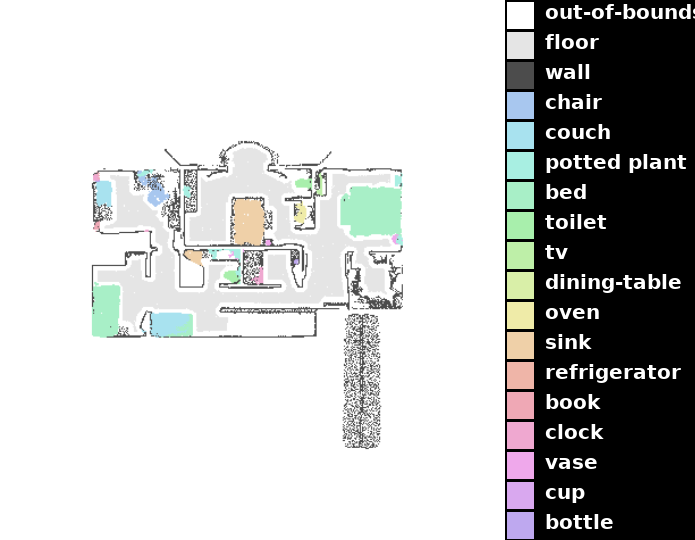 out-of-bounds
floor
wall
chair
couch
potted plant
bed
toilet
tv
dining-table
oven
sink
refrigerator
book
clock
vase
cup
bottle